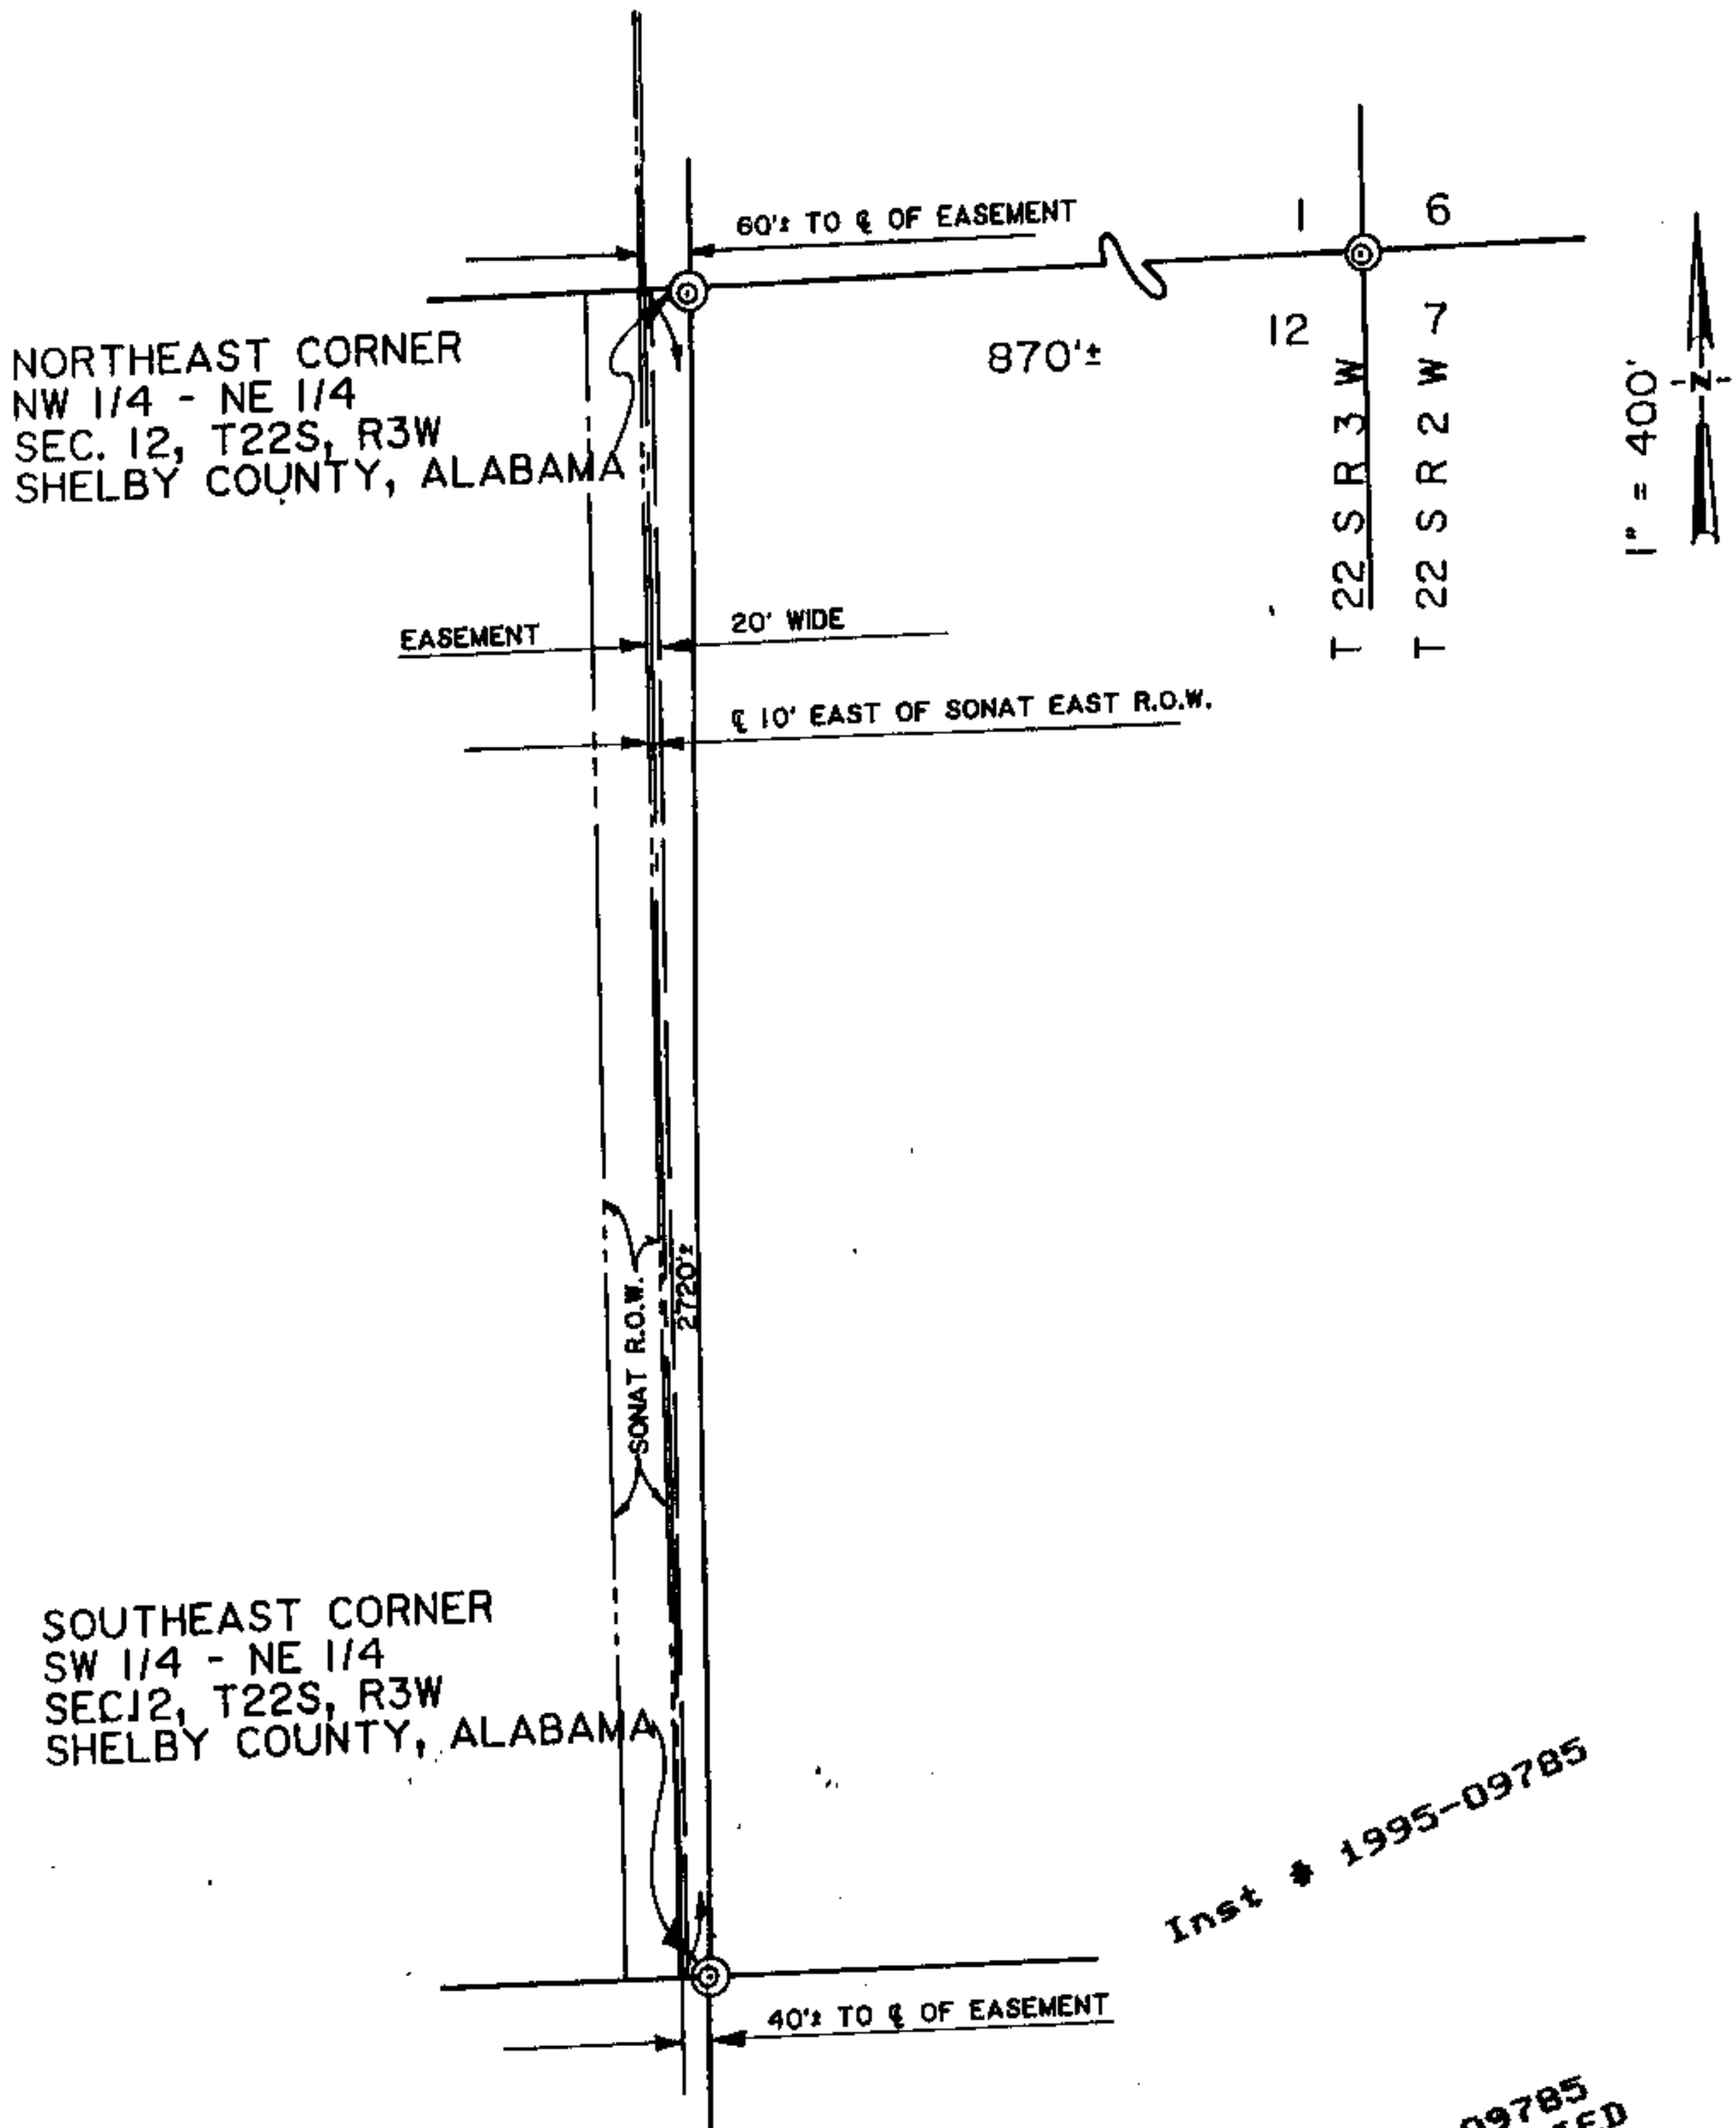 60'± TO ℄ OF EASEMENT
1
6
12
7
870'±
T 22 S R 3 W
T 22 S R 2 W
1" = 400'
N
NORTHEAST CORNER
NW 1/4 - NE 1/4
SEC. 12, T22S, R3W
SHELBY COUNTY, ALABAMA
EASEMENT
20' WIDE
℄ 10' EAST OF SONAT EAST R.O.W.
SONAT R.O.W.
2720'±
SOUTHEAST CORNER
SW 1/4 - NE 1/4
SEC12, T22S, R3W
SHELBY COUNTY, ALABAMA
Inst # 1995-09785
40'± TO ℄ OF EASEMENT
09785